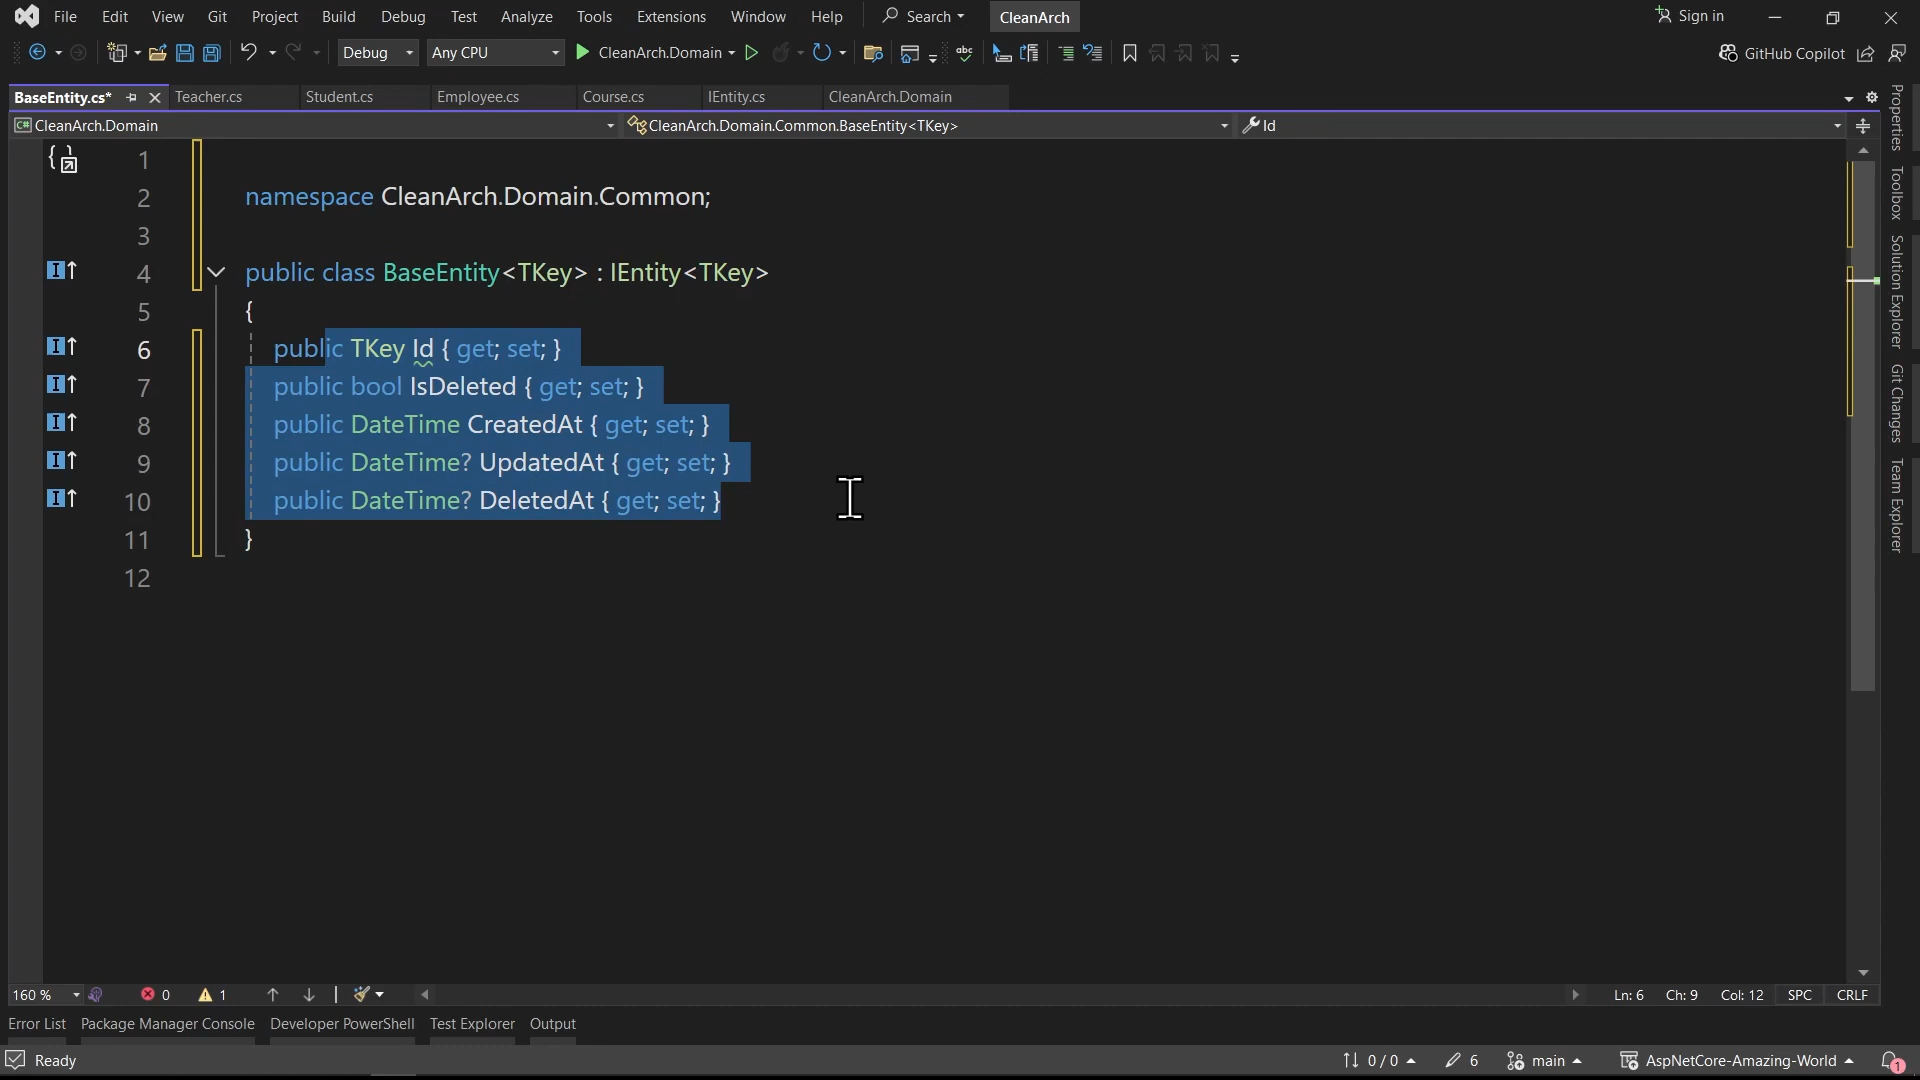 File Edit View Git Project Build Debug Test Analyze Tools Extensions Window Help Search CleanArch Sign in
Debug Any CPU CleanArch.Domain abc GitHub Copilot
BaseEntity.cs* Teacher.cs Student.cs Employee.cs Course.cs IEntity.cs CleanArch.Domain
C# CleanArch.Domain CleanArch.Domain.Common.BaseEntity<TKey> Id
1
2 namespace CleanArch.Domain.Common;
3
4 public class BaseEntity<TKey> : IEntity<TKey>
5 {
6 public TKey Id { get; set; }
7 public bool IsDeleted { get; set; }
8 public DateTime CreatedAt { get; set; }
9 public DateTime? UpdatedAt { get; set; }
10 public DateTime? DeletedAt { get; set; }
11 }
12
Properties
Toolbox
Solution Explorer
Git Changes
Team Explorer
160 % 0 1 Ln: 6 Ch: 9 Col: 12 SPC CRLF
Error List Package Manager Console Developer PowerShell Test Explorer Output
Ready 0 / 0 6 main AspNetCore-Amazing-World 1